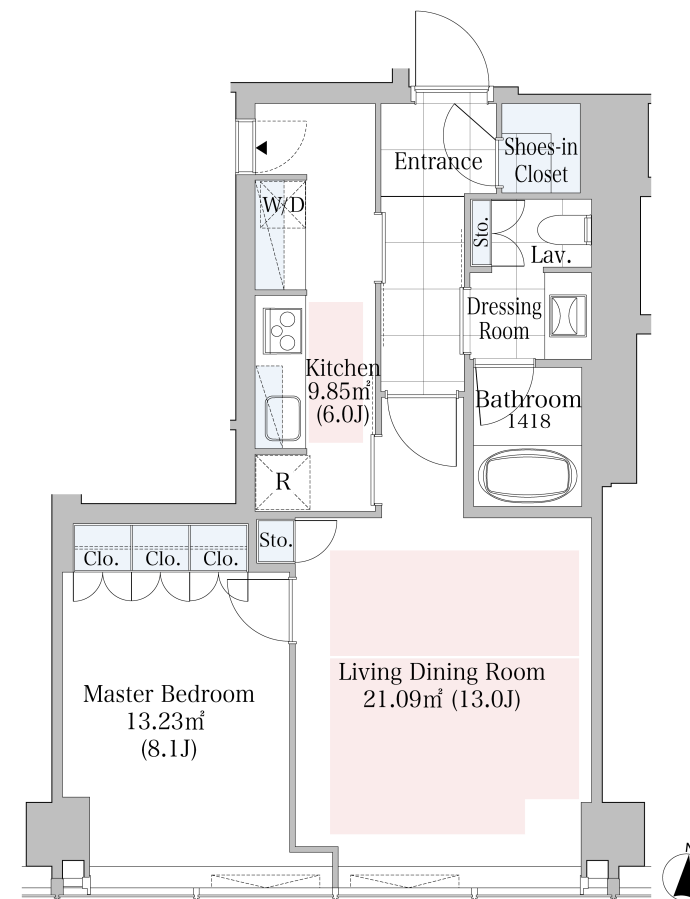 Entrance
Shoes-in
Closet
W/D
Sto.
Lav.
Dressing
Room
Kitchen
9.85㎡
(6.0J)
Bathroom
1418
R
Sto.
Clo.
Clo.
Clo.
Living Dining Room
21.09㎡ (13.0J)
Master Bedroom
13.23㎡
(8.1J)
N